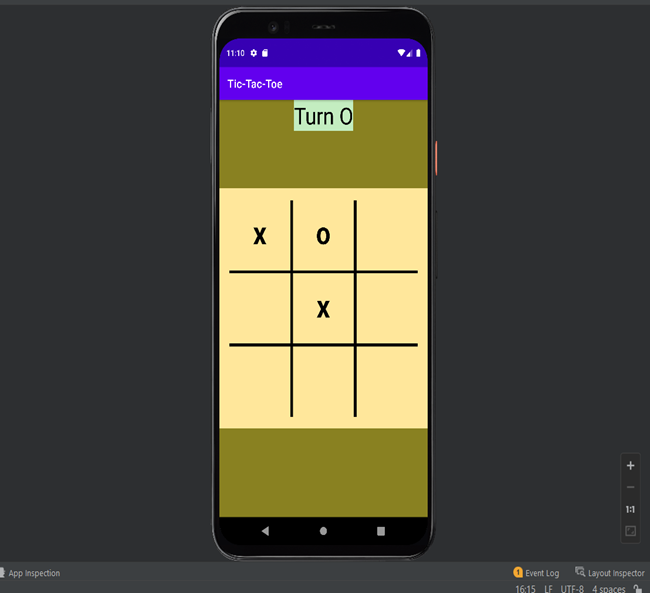 11:10
Tic-Tac-Toe
Turn O
X O
X
1:1
App Inspection
1 Event Log Layout Inspector
16:15 LF UTF-8 4 spaces